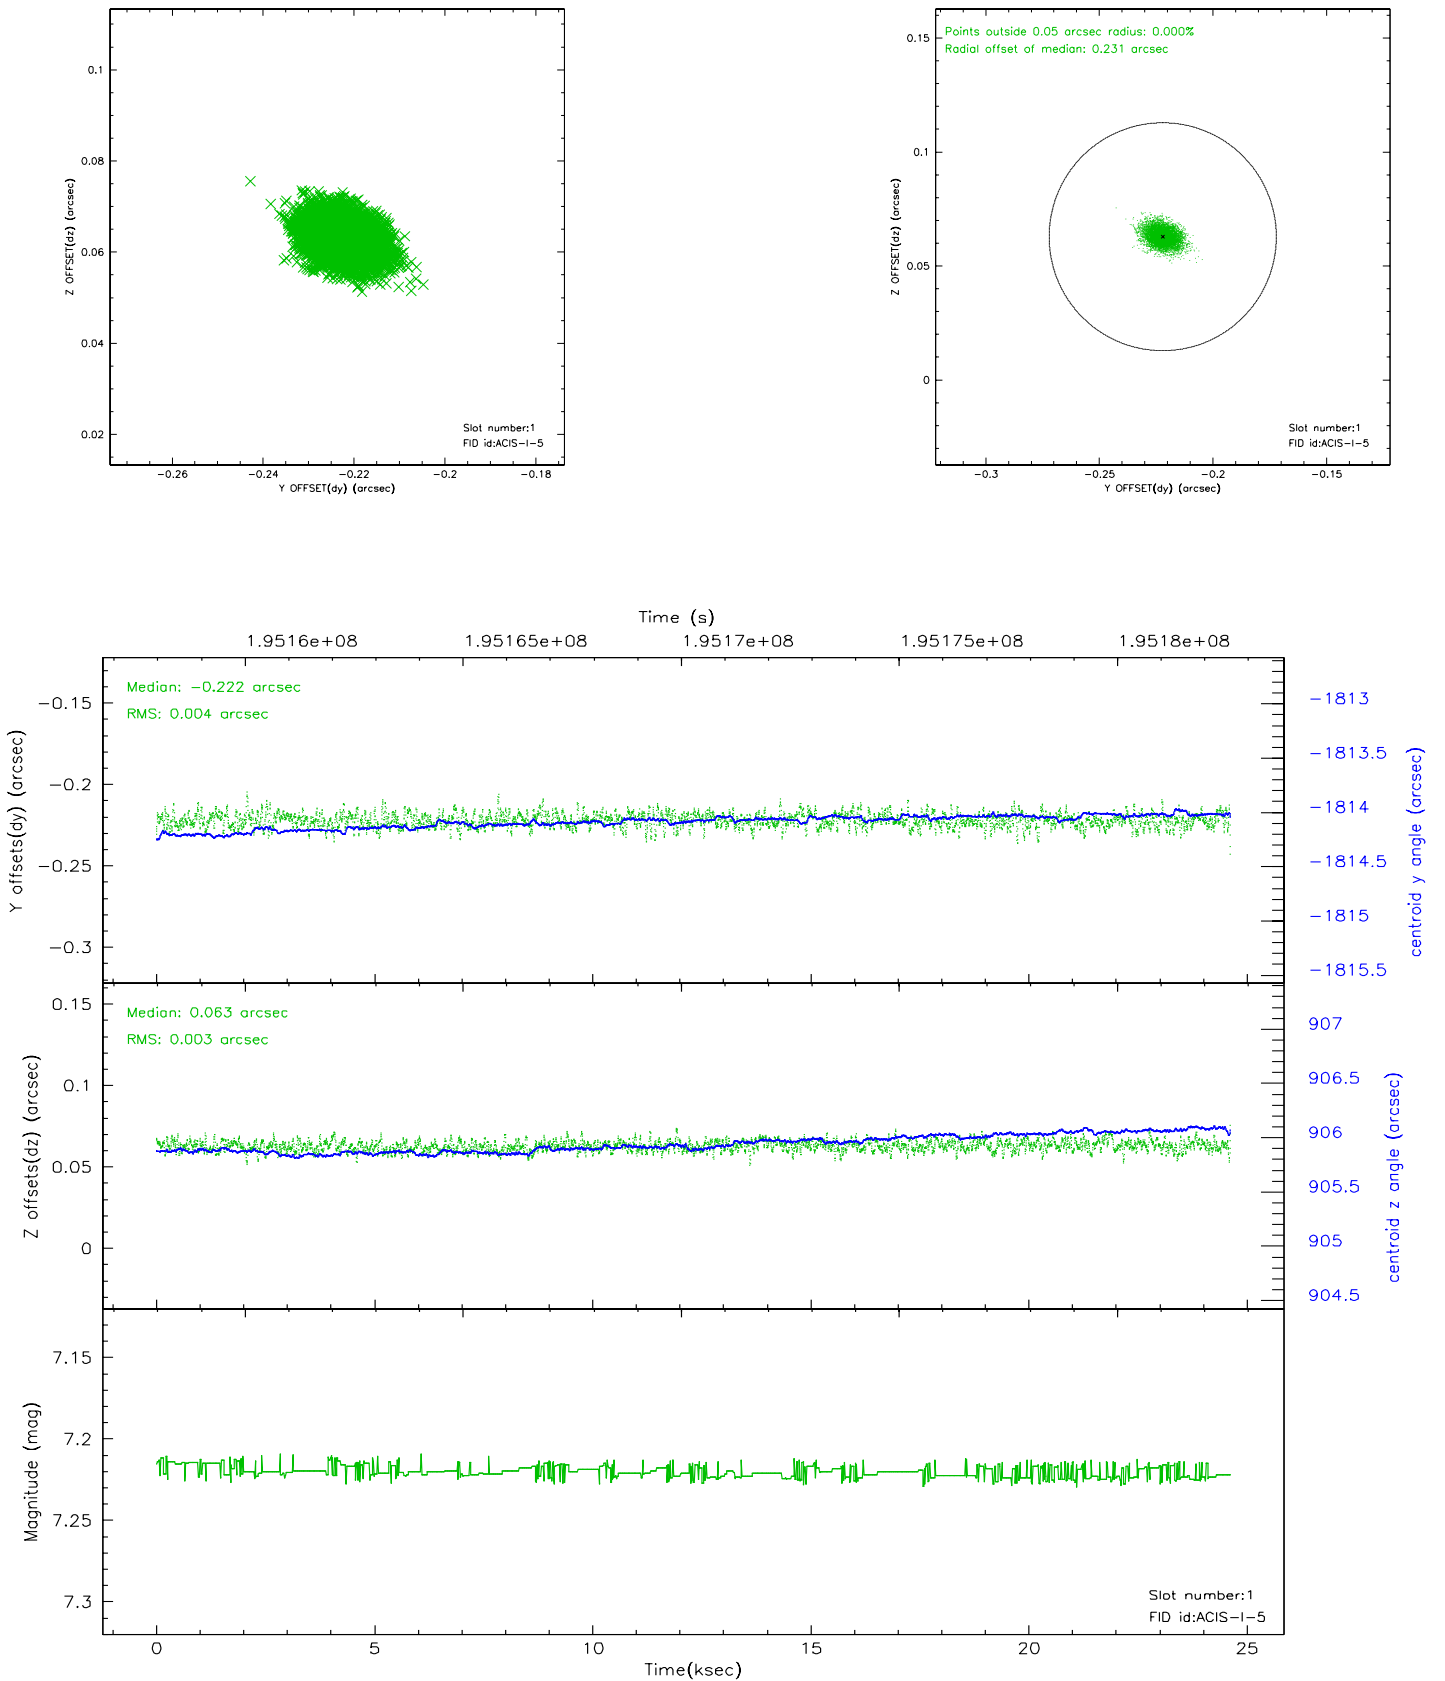 0.1
0.08
0.06
0.04
0.02
Z OFFSET(dz) (arcsec)
Slot number:1
FID id:ACIS-I-5
-0.26 -0.24 -0.22 -0.2 -0.18
Y OFFSET(dy) (arcsec)
Points outside 0.05 arcsec radius: 0.000%
Radial offset of median: 0.231 arcsec
0.15
0.1
0.05
0
Z OFFSET(dz) (arcsec)
Slot number:1
FID id:ACIS-I-5
-0.3 -0.25 -0.2 -0.15
Y OFFSET(dy) (arcsec)
Time (s)
1.9516e+08 1.95165e+08 1.9517e+08 1.95175e+08 1.9518e+08
Median: -0.222 arcsec
RMS: 0.004 arcsec
-0.15
-0.2
-0.25
-0.3
Y offsets(dy) (arcsec)
-1813
-1813.5
-1814
-1814.5
-1815
-1815.5
centroid y angle (arcsec)
Median: 0.063 arcsec
RMS: 0.003 arcsec
0.15
0.1
0.05
0
Z offsets(dz) (arcsec)
907
906.5
906
905.5
905
904.5
centroid z angle (arcsec)
7.15
7.2
7.25
7.3
Magnitude (mag)
Slot number:1
FID id:ACIS-I-5
0 5 10 15 20 25
Time(ksec)